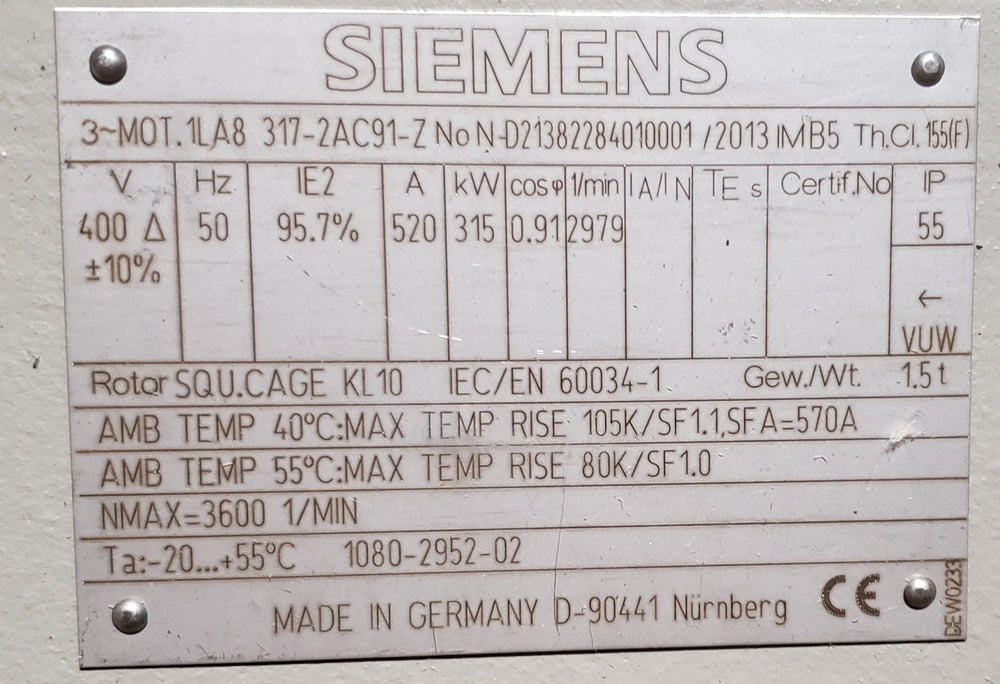 SIEMENS
3~MOT. 1LA8 317-2AC91-Z No N-D21382284010001 /2013 IMB5 Th.Cl. 155(F)
V Hz IE2 A kW cosφ 1/min IA/IN TE s Certif.No IP
400 Δ 50 95.7% 520 315 0.91 2979 55
±10%
←
VUW
Rotor SQU.CAGE KL10 IEC/EN 60034-1 Gew./Wt. 1.5 t
AMB TEMP 40°C:MAX TEMP RISE 105K/SF1.1,SFA=570A
AMB TEMP 55°C:MAX TEMP RISE 80K/SF1.0
NMAX=3600 1/MIN
Ta:-20...+55°C 1080-2952-02
MADE IN GERMANY D-90441 Nürnberg CE
DEW0233